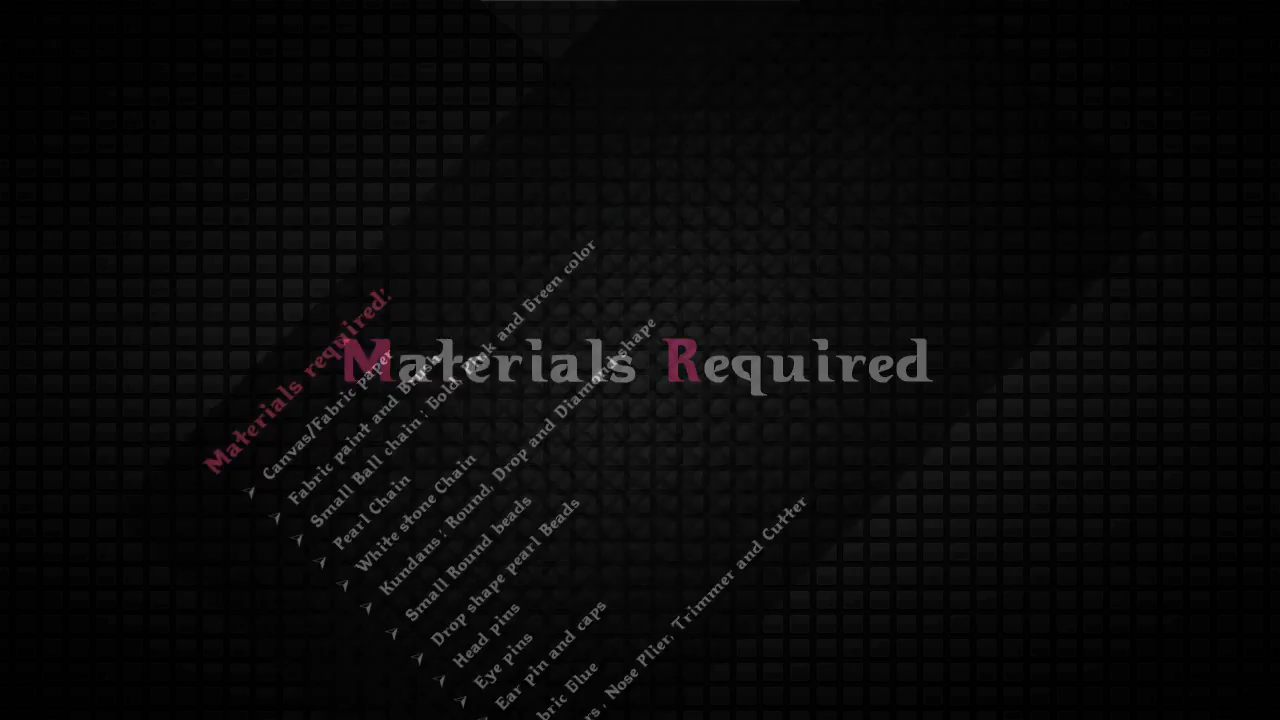 Materials Required
Materials required:
Canvas/Fabric Paper
Fabric paint and Brush
Small Ball chain : Gold, Pink and Green color
Pearl Chain
White stone Chain
Kundans : Round, Drop and Diamond shape
Small Round beads
Drop shape pearl Beads
Head pins
Eye pins
Ear pin and caps
Glue
Nose Plier, Trimmer and Cutter